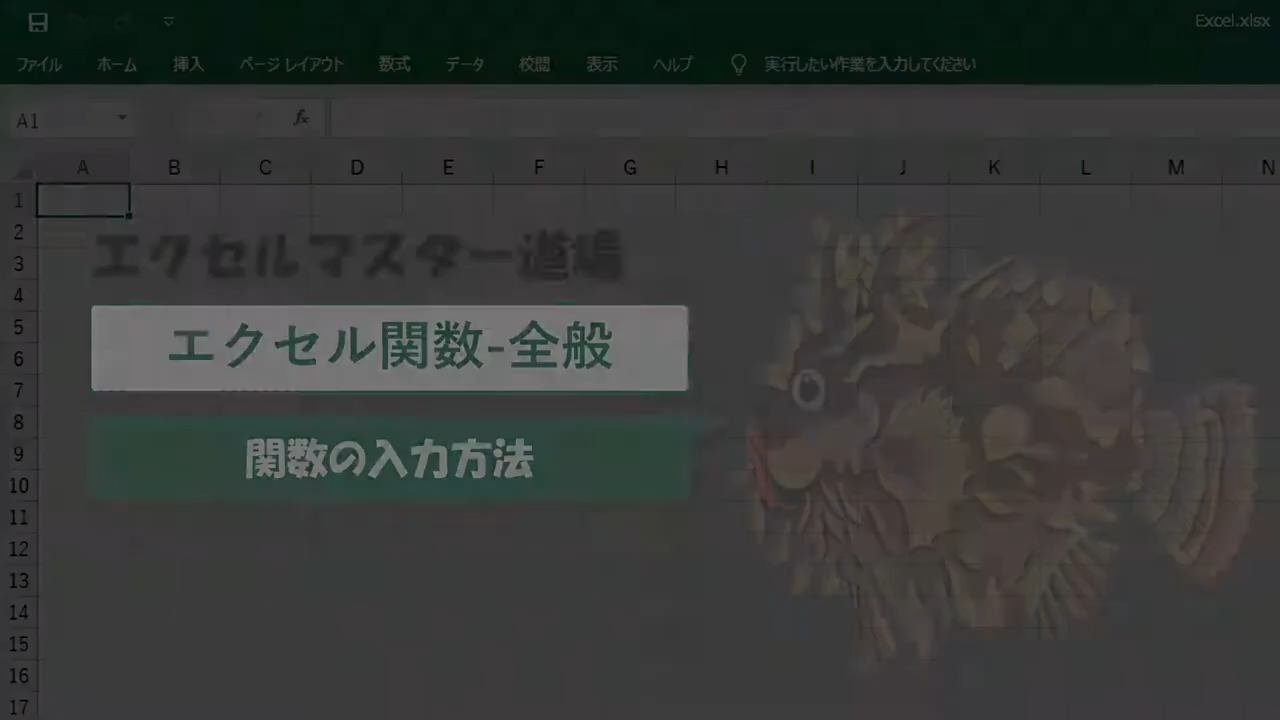 Excel.xlsx
ファイル ホーム 挿入 ページ レイアウト 数式 データ 校閲 表示 ヘルプ 実行したい作業を入力してください
A1 fx
A B C D E F G H I J K L M N
1
2
エクセルマスター道場
3
4
5
エクセル関数-全般
6
7
8
関数の入力方法
9
10
11
12
13
14
15
16
17